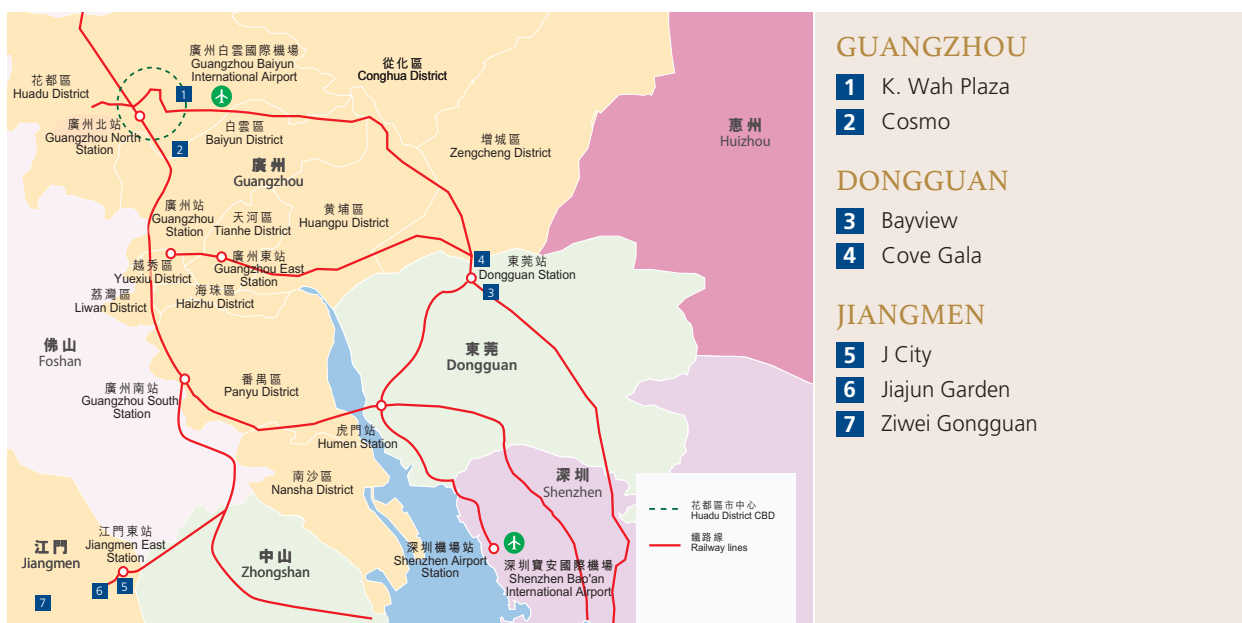 廣州白雲國際機場
Guangzhou Baiyun
International Airport
從化區
Conghua District
花都區
Huadu District
1
廣州北站
Guangzhou North
Station
白雲區
Baiyun District
增城區
Zengcheng District
惠州
Huizhou
2
廣州
Guangzhou
廣州站
Guangzhou
Station
天河區
Tianhe District
黄埔區
Huangpu District
越秀區
Yuexiu District
廣州東站
Guangzhou East
Station
4
東莞站
Dongguan Station
3
荔灣區
Liwan District
海珠區
Haizhu District
佛山
Foshan
東莞
Dongguan
廣州南站
Guangzhou South
Station
番禺區
Panyu District
虎門站
Humen Station
南沙區
Nansha District
深圳
Shenzhen
江門東站
Jiangmen East
Station
江門
Jiangmen
中山
Zhongshan
深圳機場站
Shenzhen Airport
Station
深圳寶安國際機場
Shenzhen Bao'an
International Airport
6
5
7
花都區市中心
Huadu District CBD
鐵路線
Railway lines
GUANGZHOU
1 K. Wah Plaza
2 Cosmo
DONGGUAN
3 Bayview
4 Cove Gala
JIANGMEN
5 J City
6 Jiajun Garden
7 Ziwei Gongguan